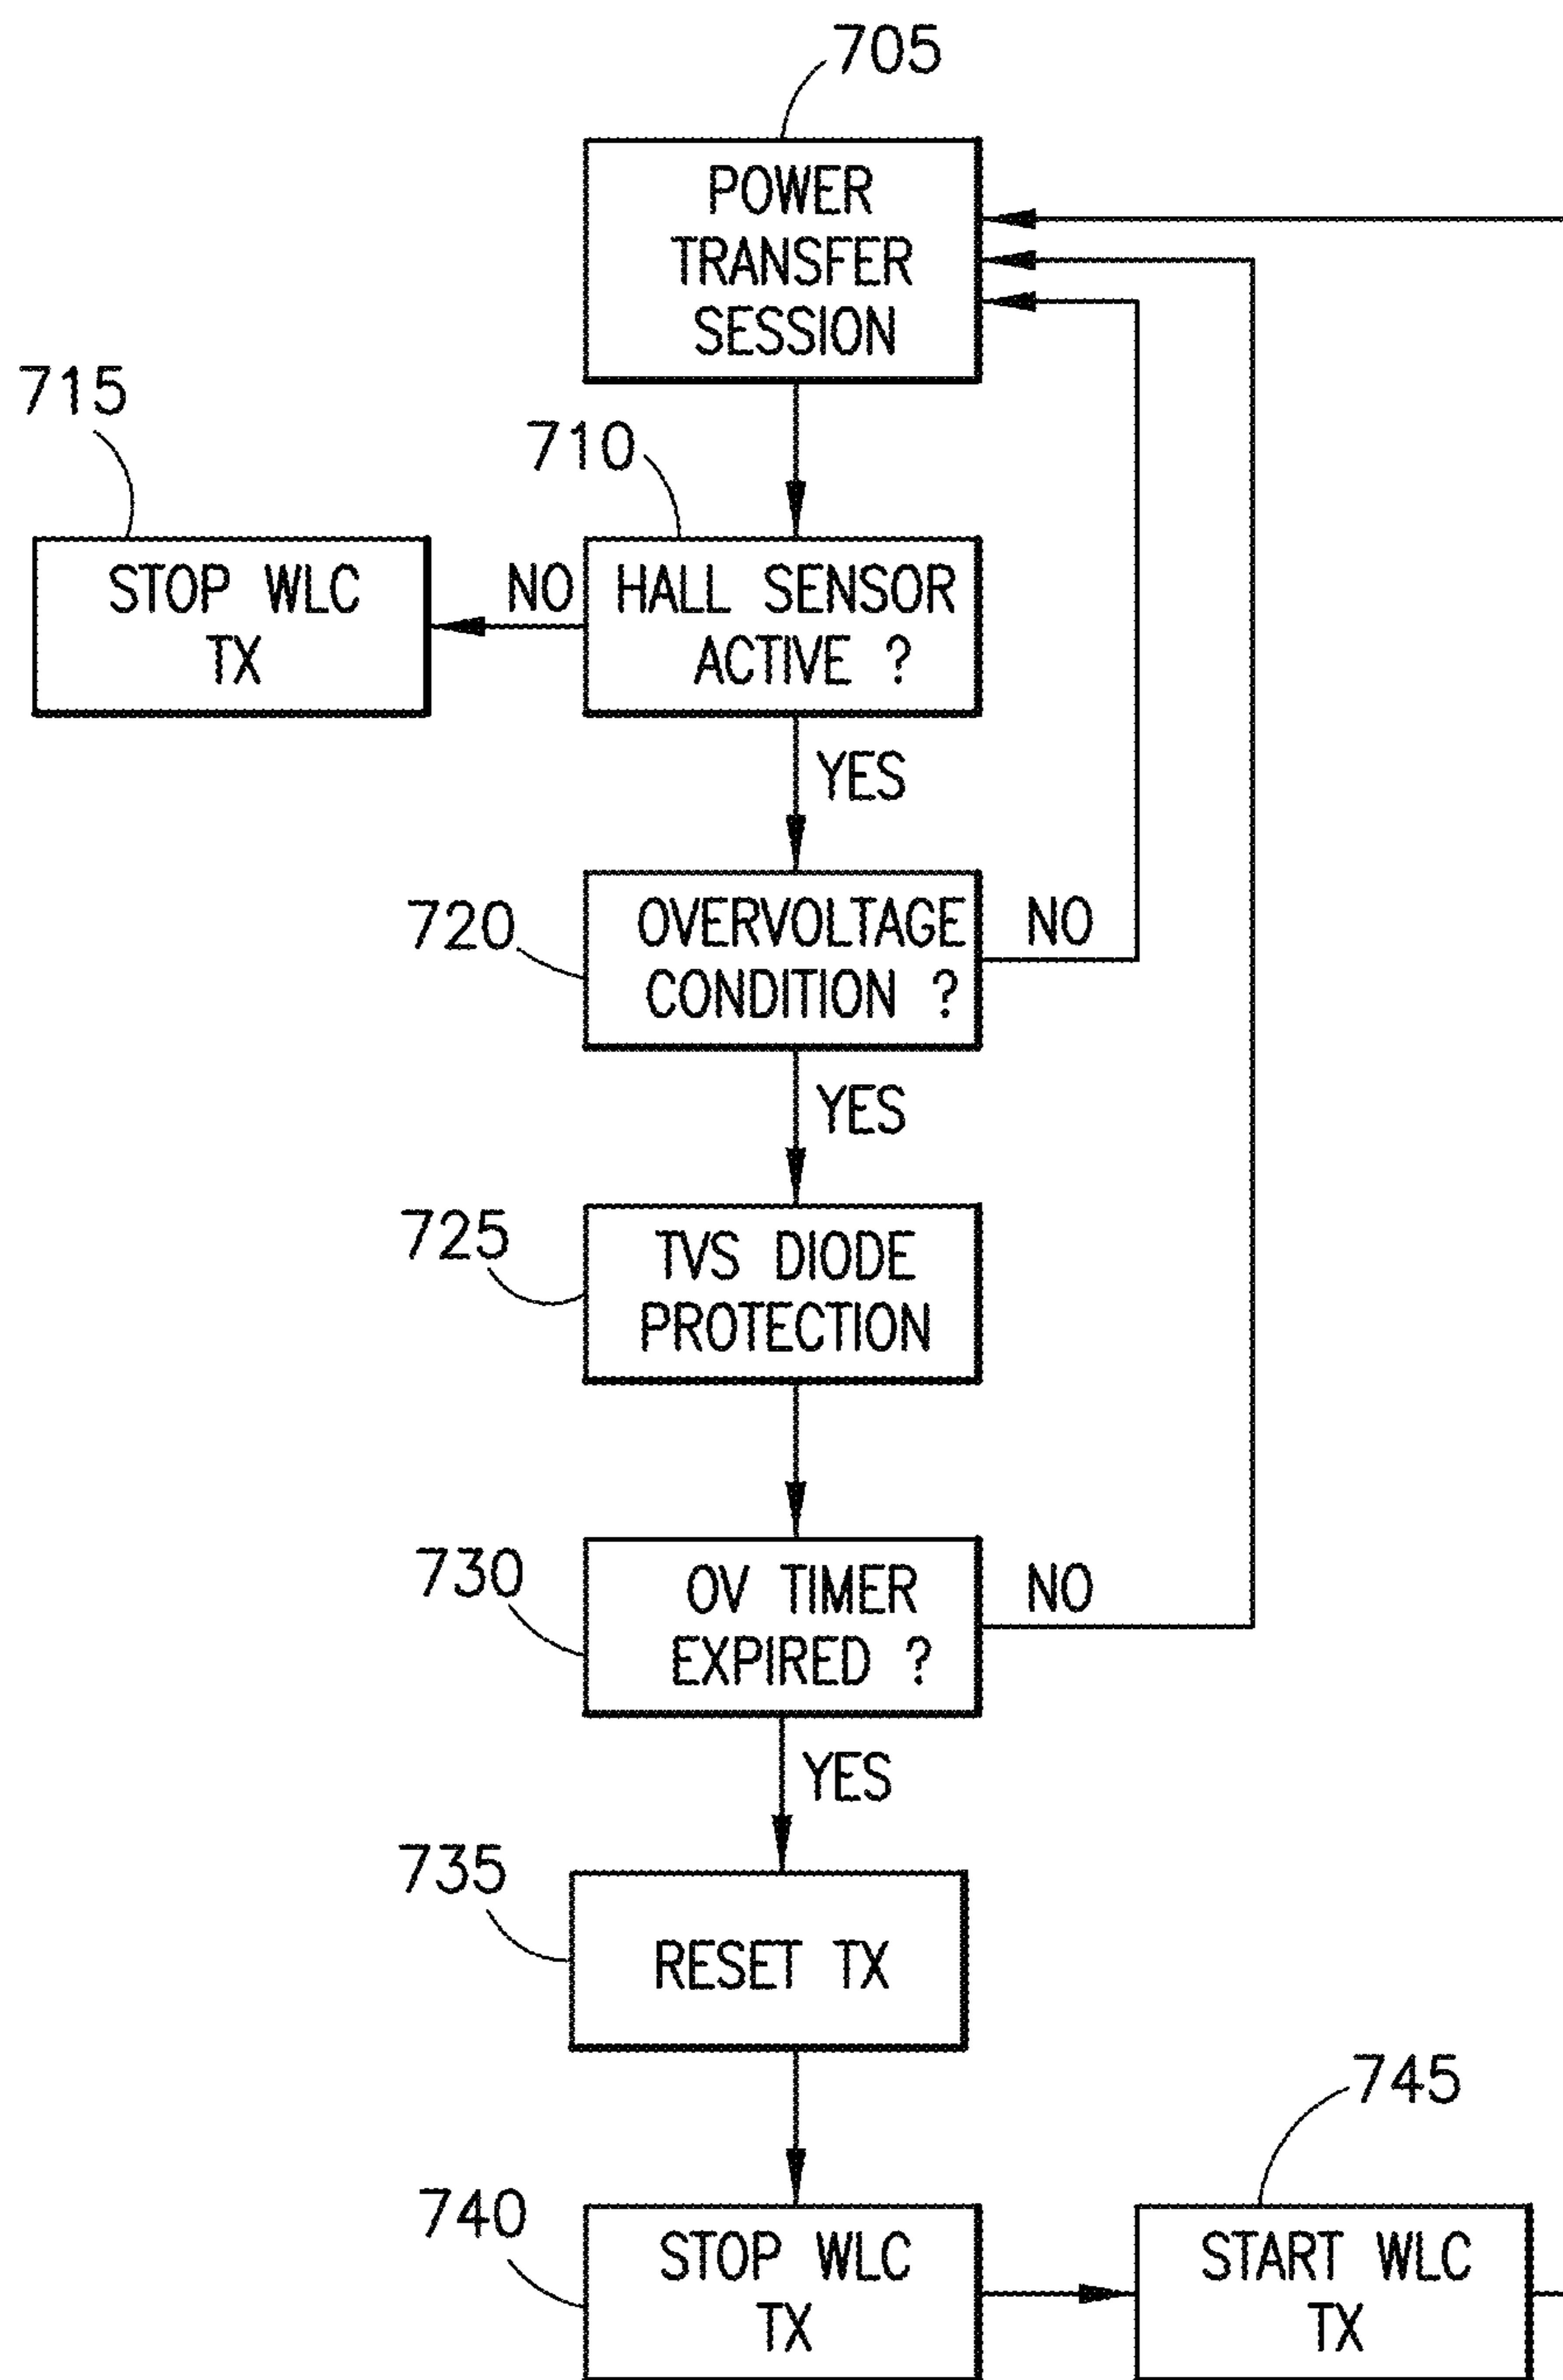 705
POWER
TRANSFER
SESSION
715
710
STOP WLC
TX
NO
HALL SENSOR
ACTIVE ?
YES
720
OVERVOLTAGE
CONDITION ?
NO
YES
725
TVS DIODE
PROTECTION
730
OV TIMER
EXPIRED ?
NO
YES
735
RESET TX
745
740
STOP WLC
TX
START WLC
TX